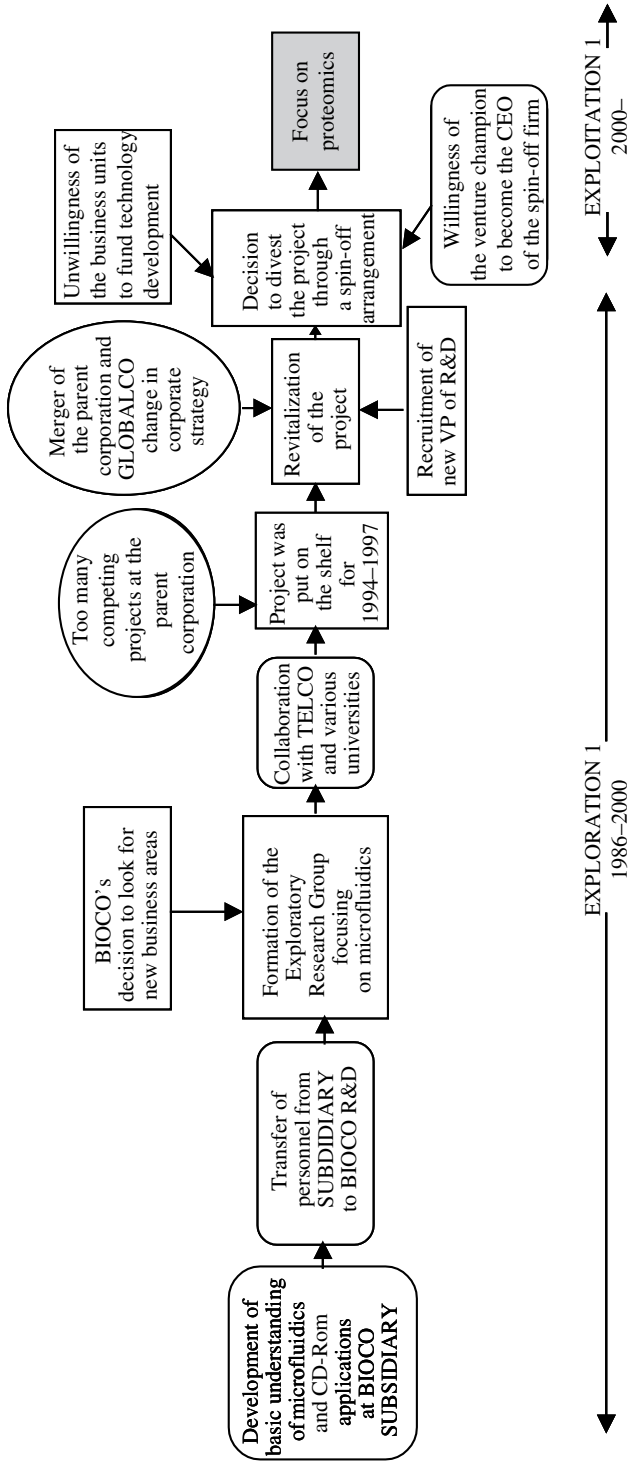 Development of
basic understanding
of microfluidics
and CD-Rom
applications
at BIOCO
SUBSIDIARY
Transfer of
personnel from
SUBDIDIARY
to BIOCO R&D
BIOCO's
decision to look for
new business areas
Formation of the
Exploratory
Research Group
focusing
on microfluidics
Collaboration
with TELCO
and various
universities
Too many
competing
projects at the
parent
corporation
Project was
put on
the shelf
for
1994–1997
Merger of
the parent
corporation and
GLOBALCO
change in
corporate
strategy
Revitalization
of the
project
Recruitment of
new VP of R&D
Unwillingness of
the business units
to fund technology
development
Decision
to divest
the project
through
a spin-off
arrangement
Willingness of
the venture champion
to become the CEO
of the spin-off firm
Focus on
proteomics
EXPLORATION 1
1986–2000
EXPLOITATION 1
2000–